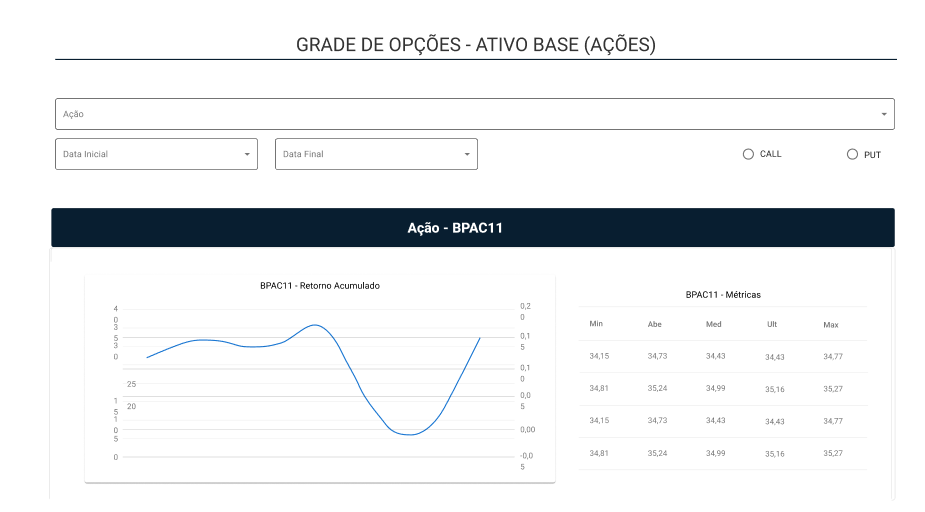 GRADE DE OPÇÕES - ATIVO BASE (AÇÕES)
Ação
Data Inicial
Data Final
CALL
PUT
Ação - BPAC11
BPAC11 - Retorno Acumulado
4
0
3
5
3
0
25
1
5
20
1
0
5
0
0,2
0
0,1
5
0,1
0
0,0
5
0,00
-0,0
5
BPAC11 - Métricas
Min Abe Med Ult Max
34,15 34,73 34,43 34,43 34,77
34,81 35,24 34,99 35,16 35,27
34,15 34,73 34,43 34,43 34,77
34,81 35,24 34,99 35,16 35,27